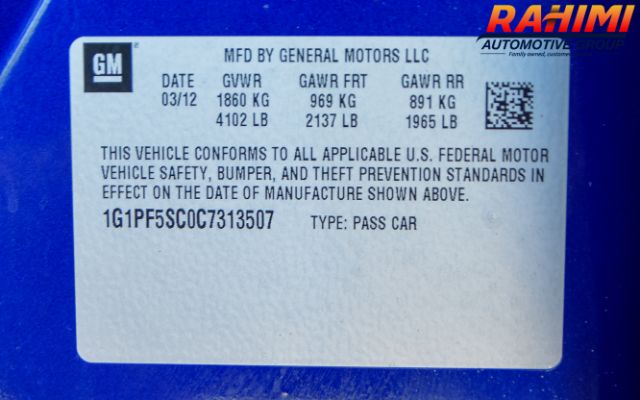 RAHIMI
AUTOMOTIVE GROUP
Family owned, customer
GM
MFD BY GENERAL MOTORS LLC
DATE GVWR GAWR FRT GAWR RR
03/12 1860 KG 969 KG 891 KG
4102 LB 2137 LB 1965 LB
THIS VEHICLE CONFORMS TO ALL APPLICABLE U.S. FEDERAL MOTOR
VEHICLE SAFETY, BUMPER, AND THEFT PREVENTION STANDARDS IN
EFFECT ON THE DATE OF MANUFACTURE SHOWN ABOVE.
1G1PF5SC0C7313507 TYPE: PASS CAR